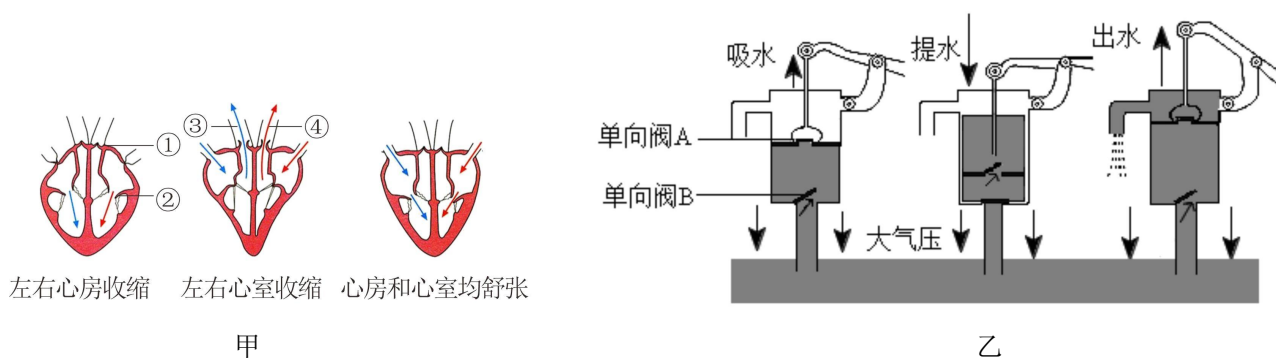 ③
④
①
②
左右心房收缩
左右心室收缩
心房和心室均舒张
甲
吸水
提水
出水
单向阀A
单向阀B
大气压
乙